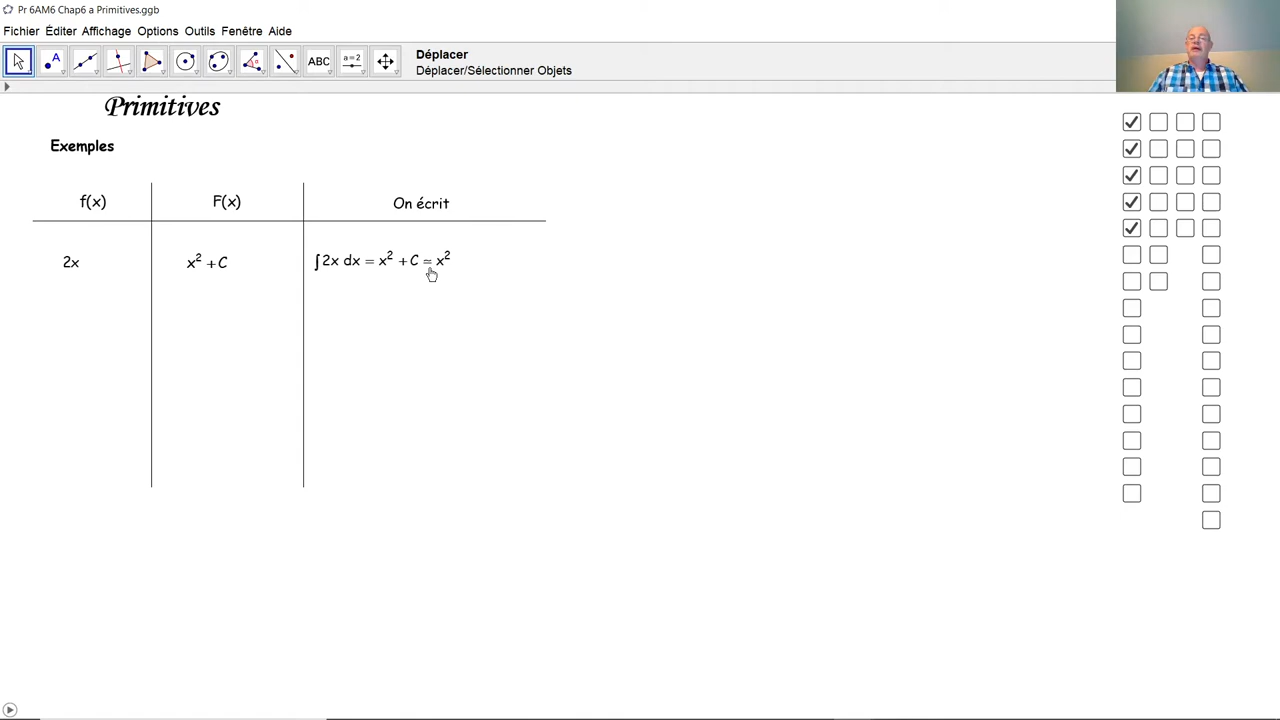 Pr 6AM6 Chap6 a Primitives.ggb
Fichier Éditer Affichage Options Outils Fenêtre Aide
A
ABC
a=2
Déplacer
Déplacer/Sélectionner Objets
Primitives
Exemples
f(x) F(x) On écrit
2x x² + C ∫2x dx = x² + C = x²